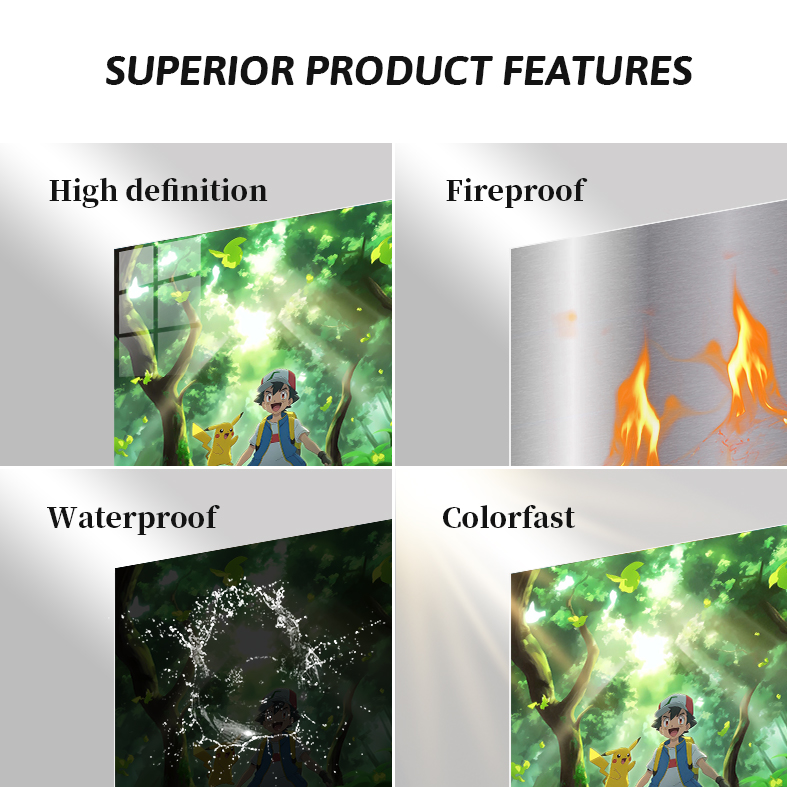 SUPERIOR PRODUCT FEATURES
High definition
Fireproof
Waterproof
Colorfast